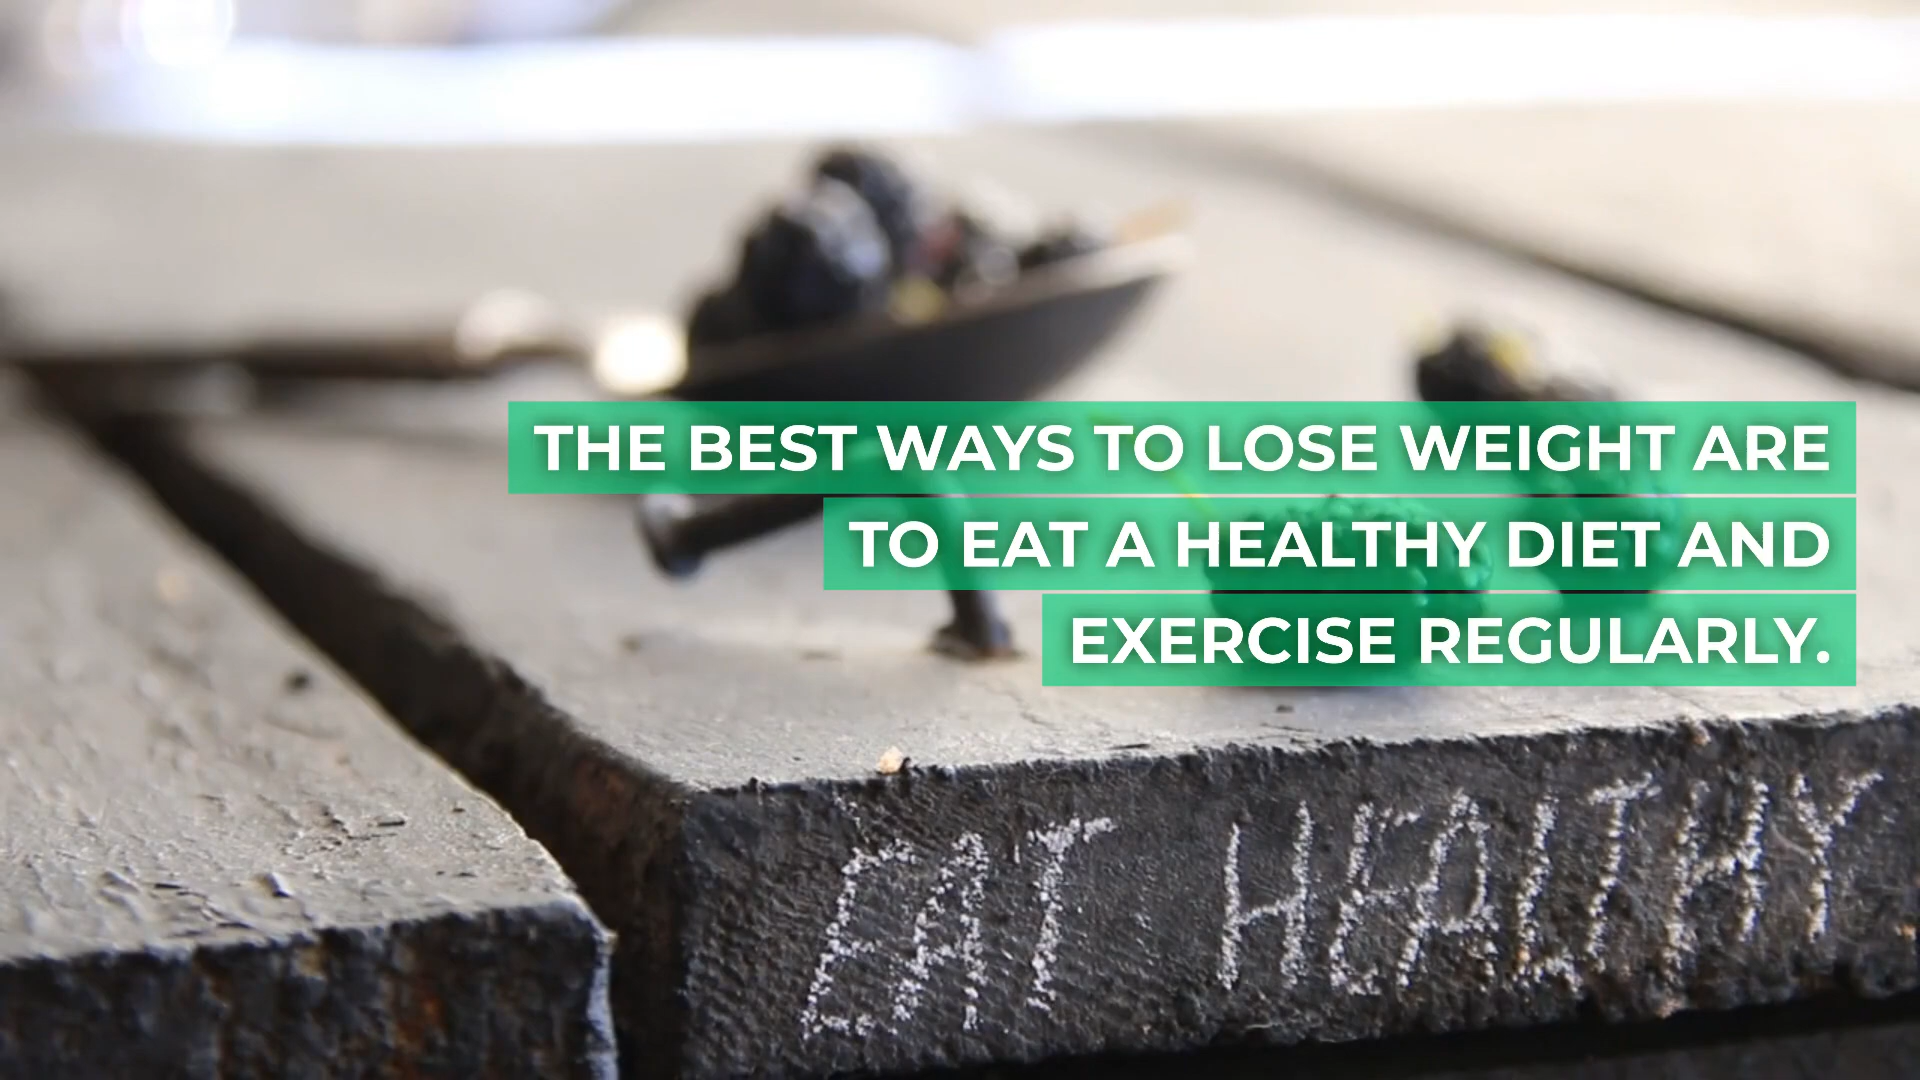 THE BEST WAYS TO LOSE WEIGHT ARE
TO EAT A HEALTHY DIET AND
EXERCISE REGULARLY.
EAT HEALTHY